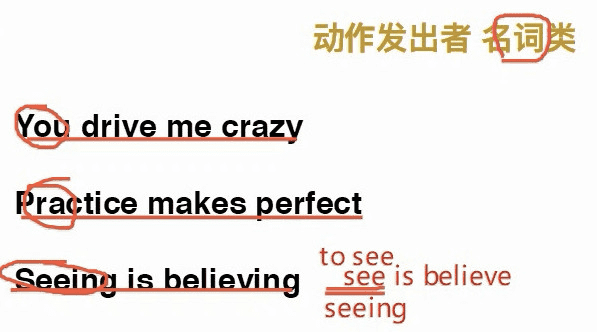 动作发出者 名词类
You drive me crazy
Practice makes perfect
Seeing is believing
to see
see is believe
seeing